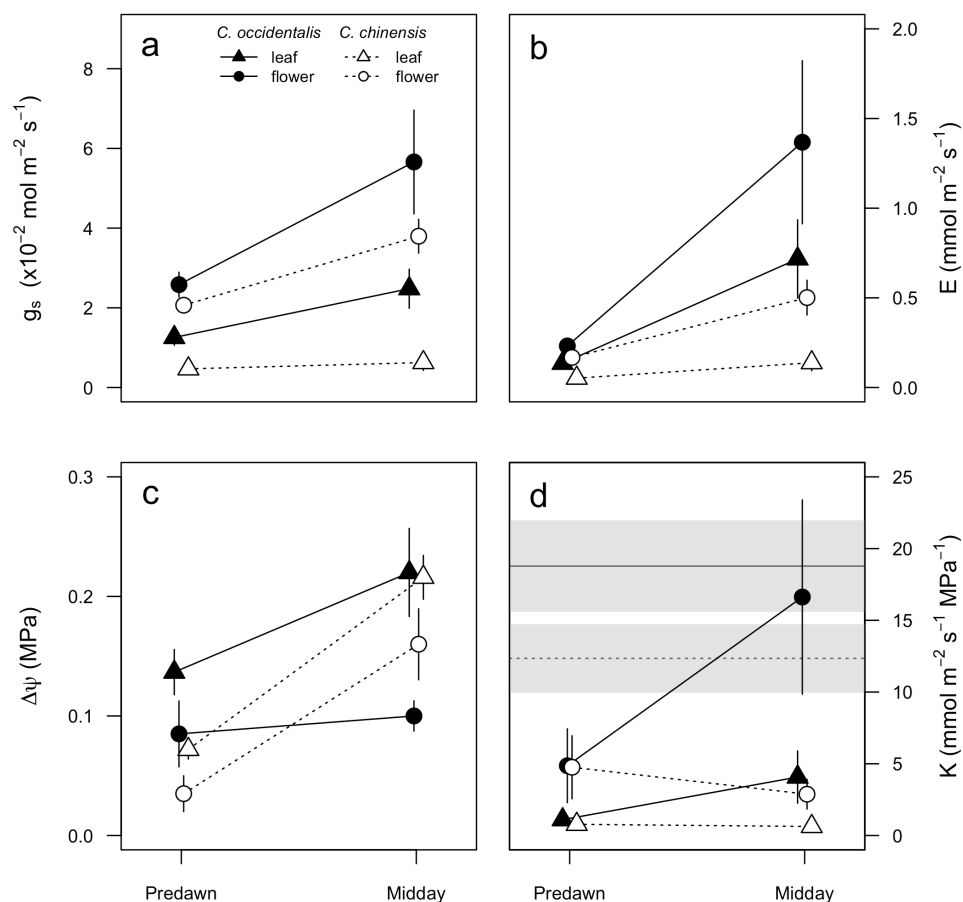 a
C. occidentalis C. chinensis
leaf leaf
flower flower
8
6
4
2
0
gs (x10−2 mol m−2 s−1)
b
2.0
1.5
1.0
0.5
0.0
E (mmol m−2 s−1)
c
0.3
0.2
0.1
0.0
Δψ (MPa)
Predawn Midday
d
25
20
15
10
5
0
K (mmol m−2 s−1 MPa−1)
Predawn Midday